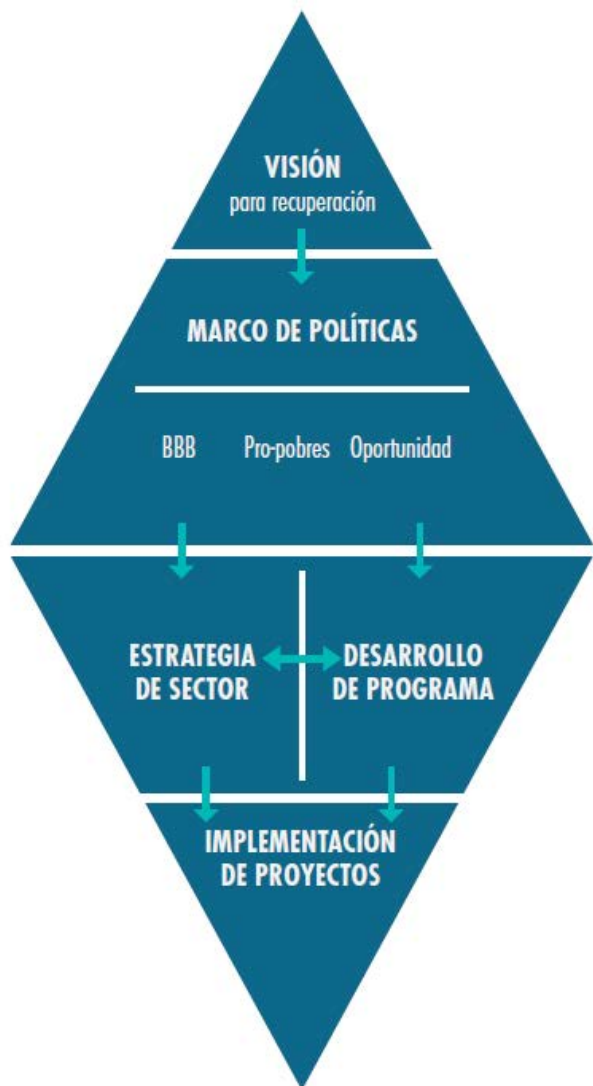 VISIÓN
para recuperación
MARCO DE POLÍTICAS
BBB Pro-pobres Oportunidad
ESTRATEGIA DE SECTOR
DESARROLLO DE PROGRAMA
IMPLEMENTACIÓN
DE PROYECTOS